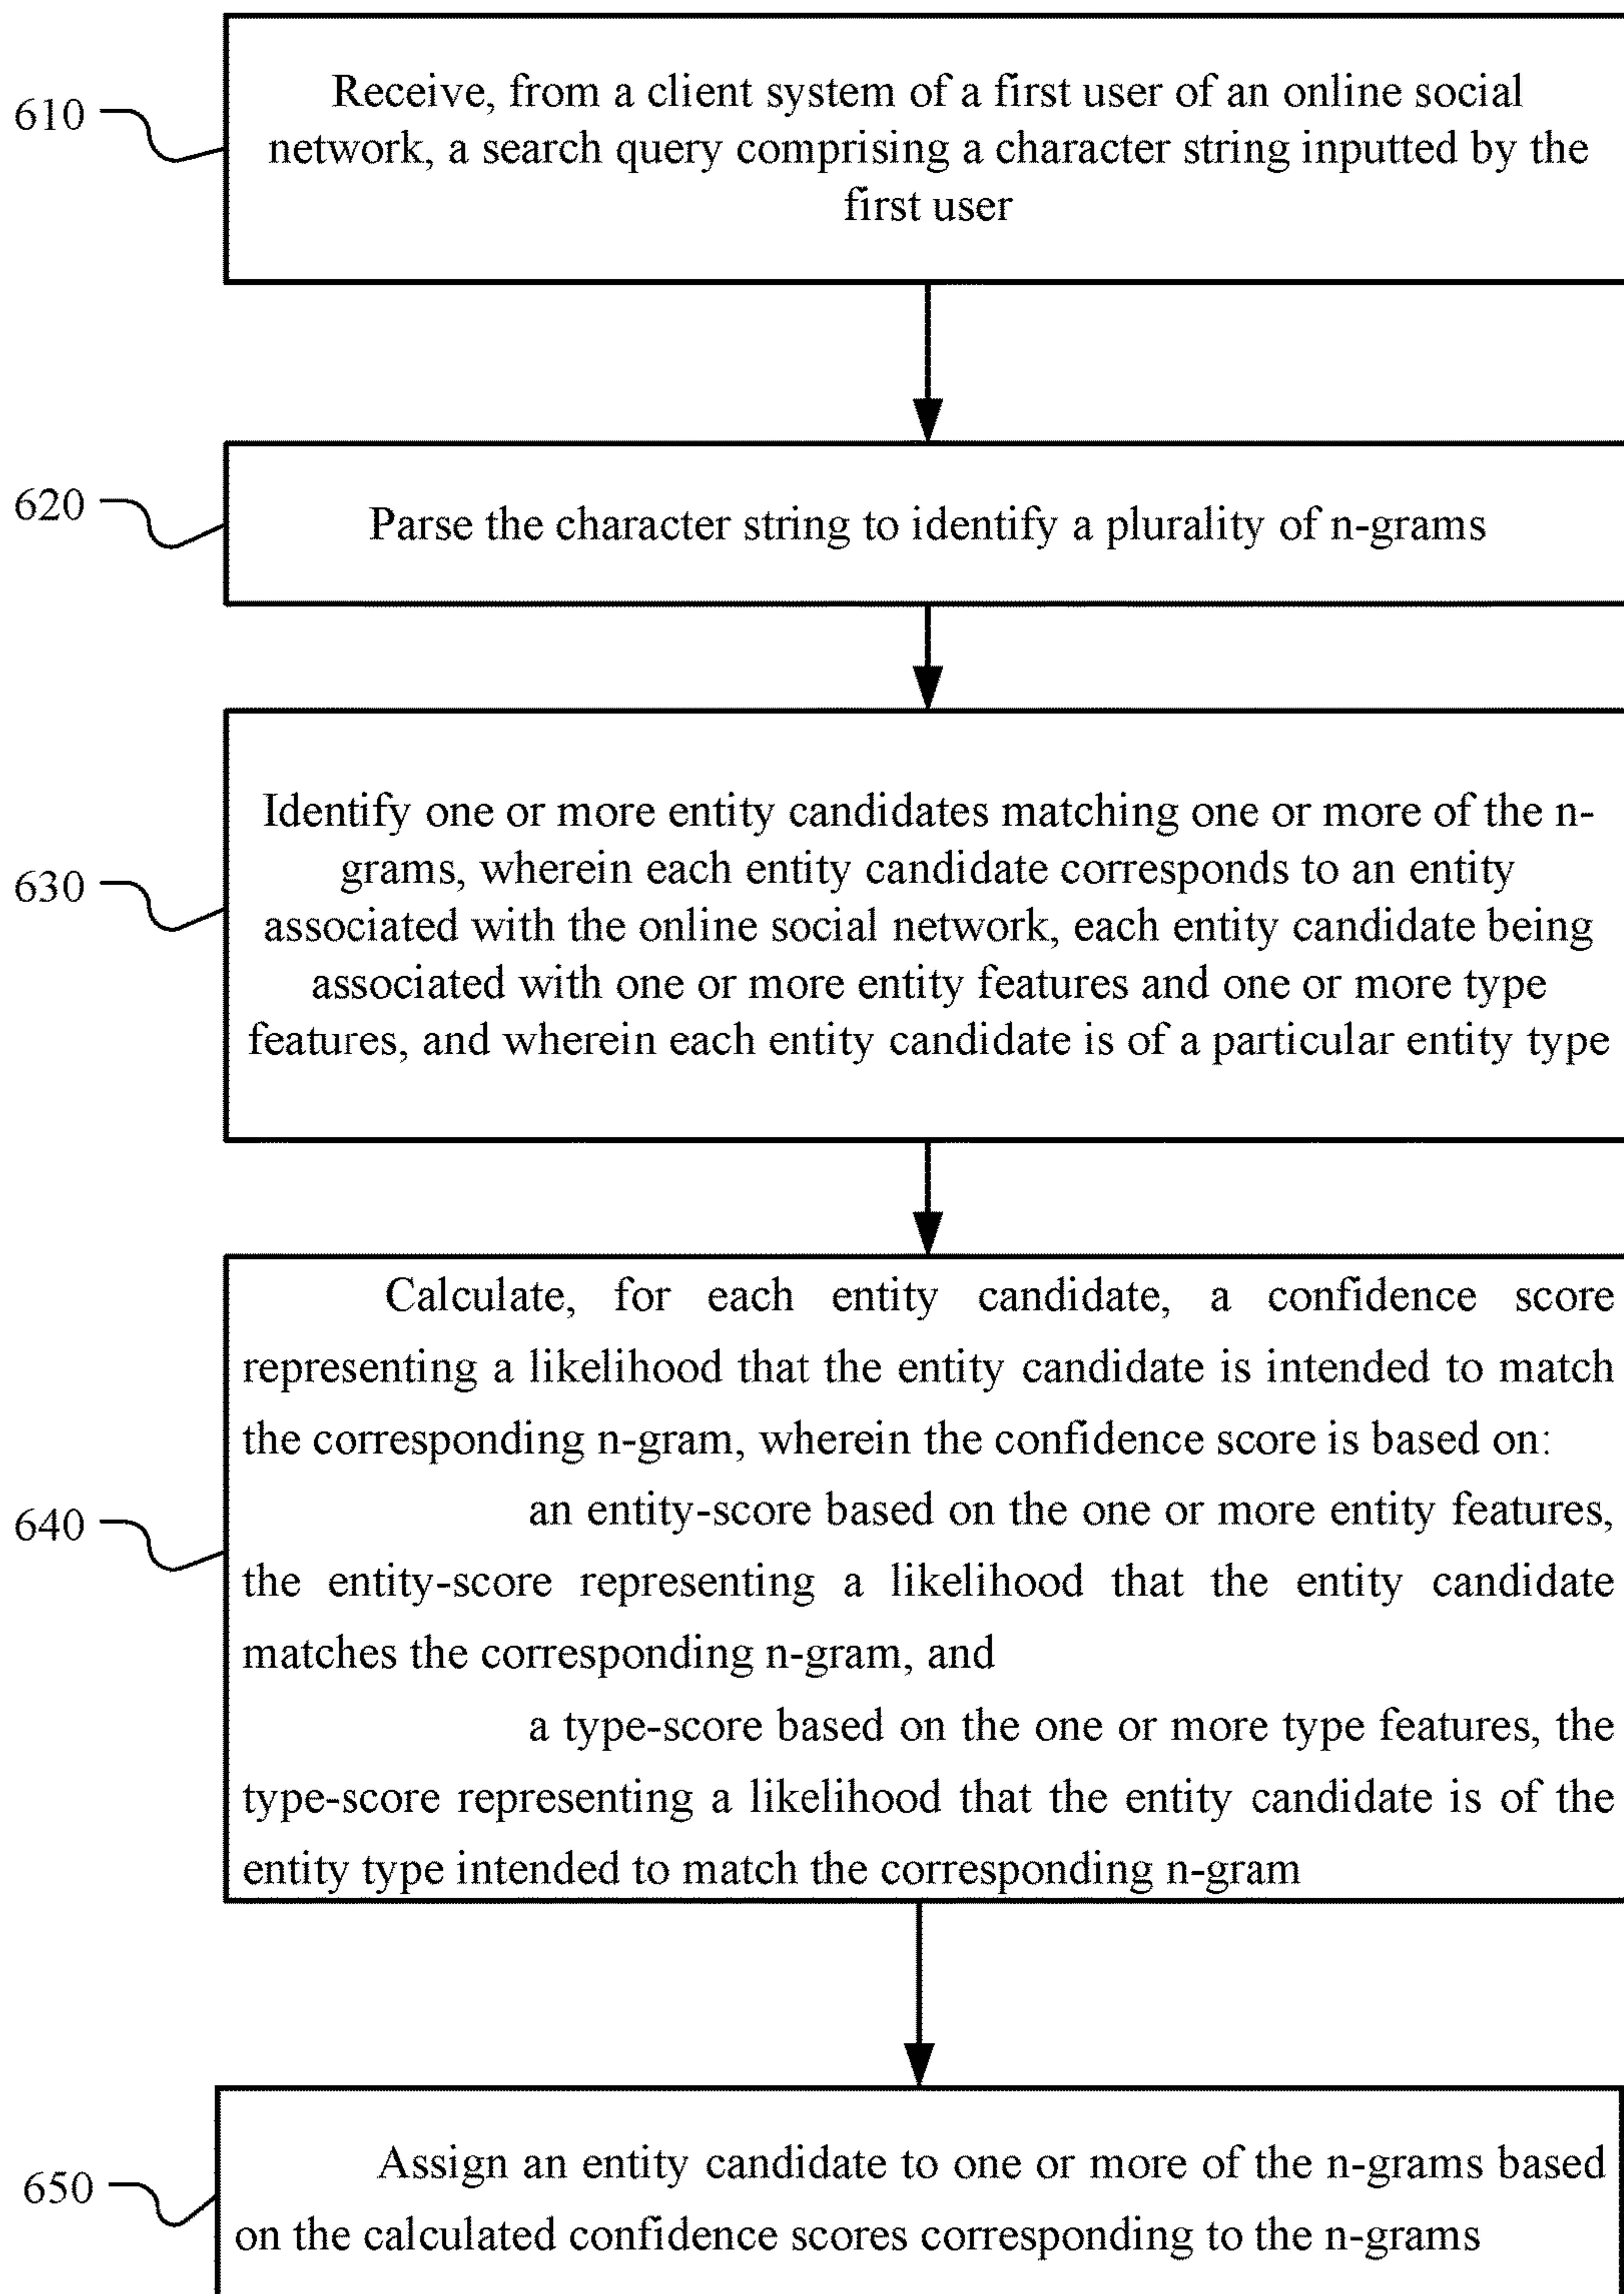 Receive, from a client system of a first user of an online social
610
network, a search query comprising a character string inputted by the
first user
620
Parse the character string to identify a plurality of n-grams
Identify one or more entity candidates matching one or more of the n-
grams, wherein each entity candidate corresponds to an entity
630
associated with the online social network, each entity candidate being
associated with one or more entity features and one or more type
features, and wherein each entity candidate is of a particular entity type
Calculate, for each entity candidate, a confidence score
representing a likelihood that the entity candidate is intended to match
the corresponding n-gram, wherein the confidence score is based on:
an entity-score based on the one or more entity features,
640
the entity-score representing a likelihood that the entity candidate
matches the corresponding n-gram, and
a type-score based on the one or more type features, the
type-score representing a likelihood that the entity candidate is of the
entity type intended to match the corresponding n-gram
Assign an entity candidate to one or more of the n-grams based
650
on the calculated confidence scores corresponding to the n-grams